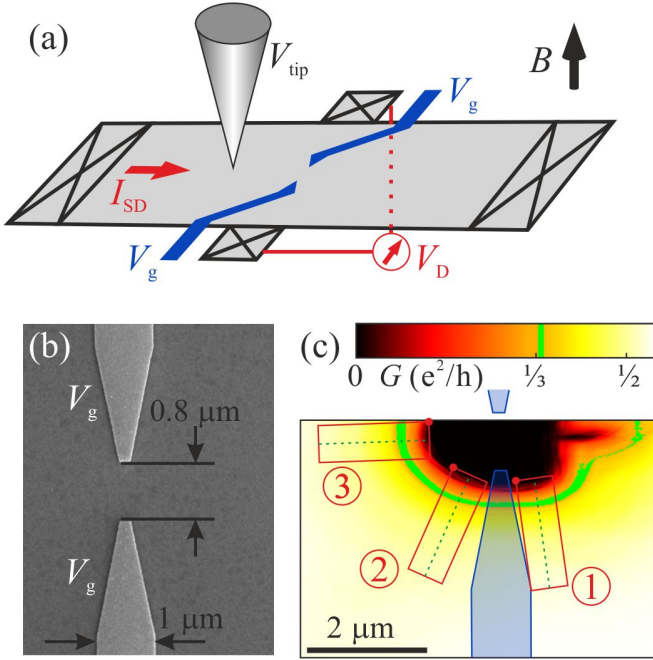 (a)
V_tip
B
V_g
I_SD
V_g
V_D
(b)
V_g
0.8 μm
V_g
1 μm
(c)
0 G (e²/h) ⅓ ½
③
②
①
2 μm